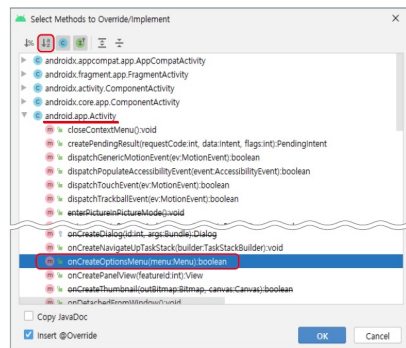 Select Methods to Override/Implement
androidx.appcompat.app.AppCompatActivity
androidx.fragment.app.FragmentActivity
androidx.activity.ComponentActivity
androidx.core.app.ComponentActivity
android.app.Activity
closeContextMenu():void
createPendingResult(requestCode:int, data:Intent, flags:int):PendingIntent
dispatchGenericMotionEvent(ev:MotionEvent):boolean
dispatchPopulateAccessibilityEvent(event:AccessibilityEvent):boolean
dispatchTouchEvent(ev:MotionEvent):boolean
dispatchTrackballEvent(ev:MotionEvent):boolean
enterPictureInPictureMode():void
onCreateDialog(id:int, args:Bundle):Dialog
onCreateNavigateUpTaskStack(builder:TaskStackBuilder):void
onCreateOptionsMenu(menu:Menu):boolean
onCreatePanelView(featureId:int):View
onCreateThumbnail(outBitmap:Bitmap, canvas:Canvas):boolean
onDetachedFromWindow():void
Copy JavaDoc
Insert @Override
OK
Cancel